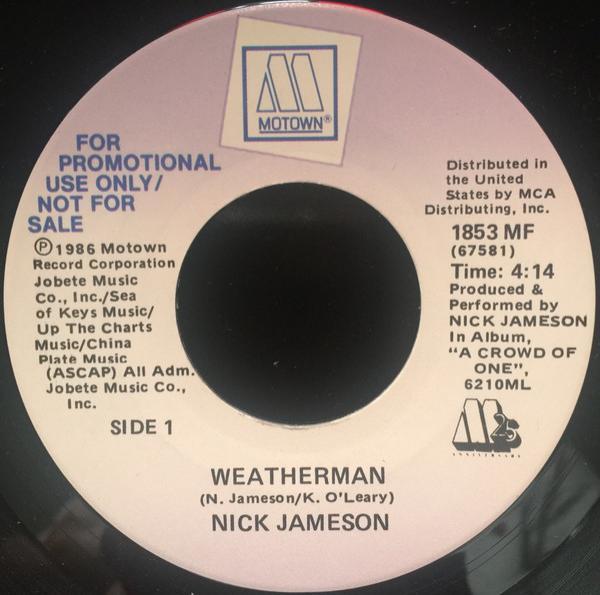 MOTOWN®
FOR
PROMOTIONAL
USE ONLY/
NOT FOR
SALE
Ⓟ1986 Motown
Record Corporation
Jobete Music
Co., Inc./Sea
of Keys Music/
Up The Charts
Music/China
Plate Music
(ASCAP) All Adm.
Jobete Music Co.,
Inc.
SIDE 1
Distributed in
the United
States by MCA
Distributing, Inc.
1853 MF
(67581)
Time: 4:14
Produced &
Performed by
NICK JAMESON
In Album,
"A CROWD OF
ONE",
6210ML
M25
ANNIVERSARY
WEATHERMAN
(N. Jameson/K. O'Leary)
NICK JAMESON